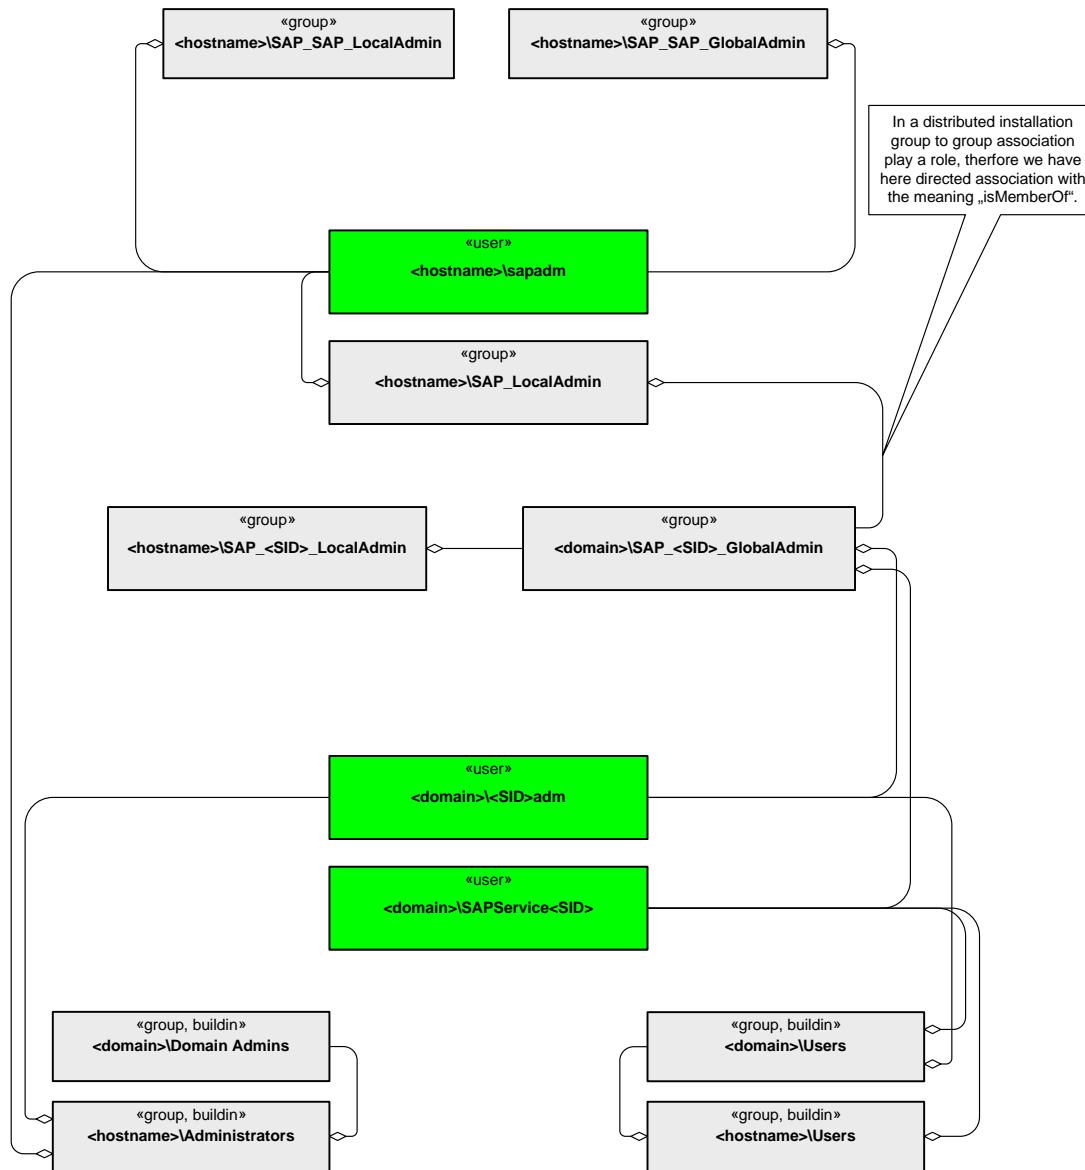 «group»
<hostname>\SAP_SAP_LocalAdmin
«group»
<hostname>\SAP_SAP_GlobalAdmin
In a distributed installation
group to group association
play a role, therfore we have
here directed association with
the meaning „isMemberOf“.
«user»
<hostname>\sapadm
«group»
<hostname>\SAP_LocalAdmin
«group»
<hostname>\SAP_<SID>_LocalAdmin
«group»
<domain>\SAP_<SID>_GlobalAdmin
«user»
<domain>\<SID>adm
«user»
<domain>\SAPService<SID>
«group, buildin»
<domain>\Domain Admins
«group, buildin»
<domain>\Users
«group, buildin»
<hostname>\Administrators
«group, buildin»
<hostname>\Users